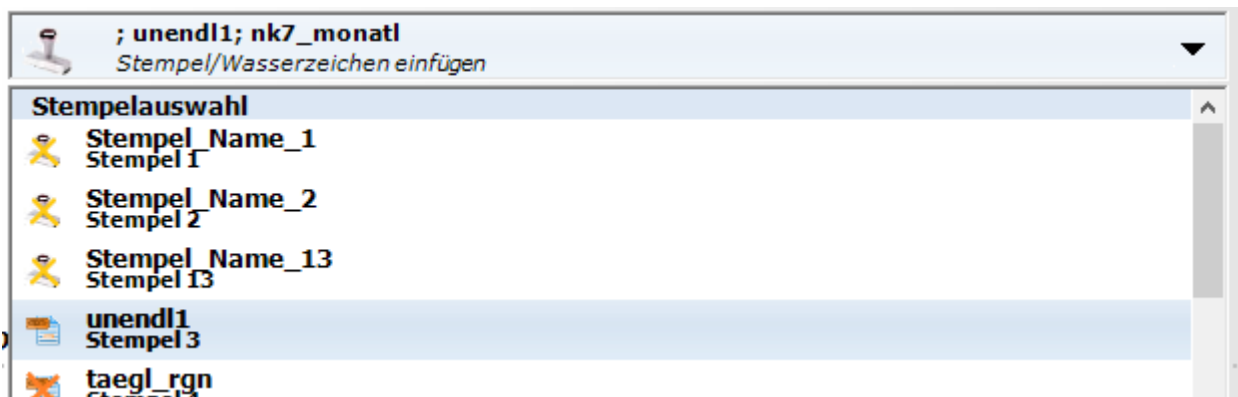 ; unendl1; nk7_monatl
Stempel/Wasserzeichen einfügen
Stempelauswahl
Stempel_Name_1
Stempel 1
Stempel_Name_2
Stempel 2
Stempel_Name_13
Stempel 13
unendl1
Stempel 3
taegl_rgn